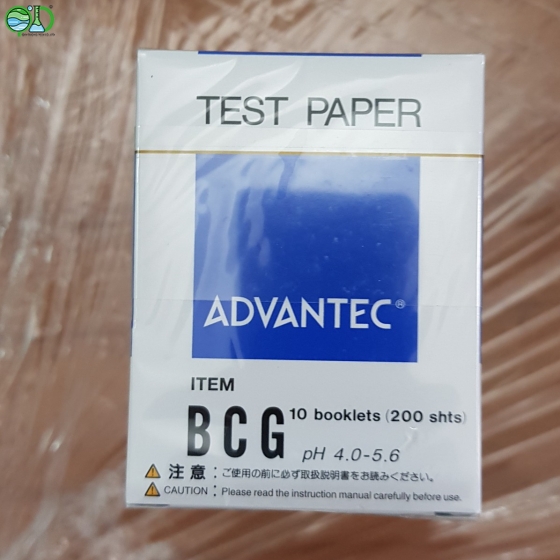 TEST PAPER
ADVANTEC®
ITEM
BCG 10 booklets (200 shts)
pH 4.0-5.6
注意：ご使用の前に必ず取扱説明書をお読みください。
CAUTION : Please read the instruction manual carefully before use.